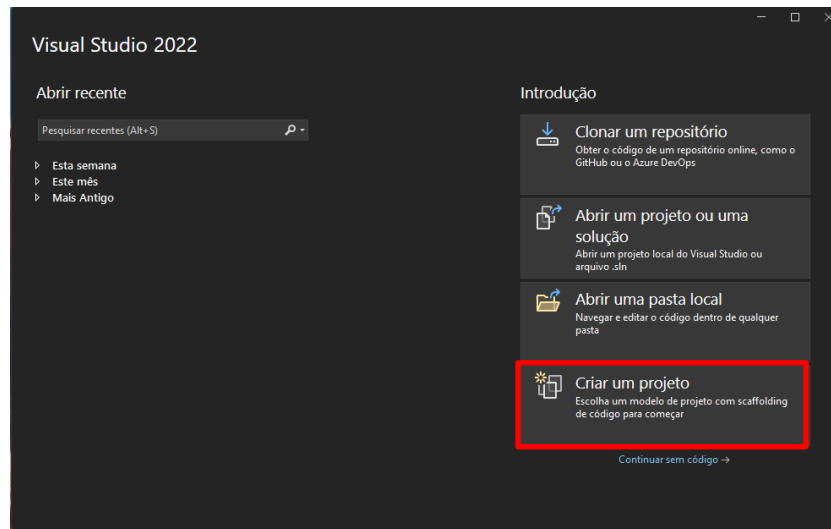 Visual Studio 2022
Abrir recente
Pesquisar recentes (Alt+S)
Esta semana
Este mês
Mais Antigo
Introdução
Clonar um repositório
Obter o código de um repositório online, como o
GitHub ou o Azure DevOps
Abrir um projeto ou uma
solução
Abrir um projeto local do Visual Studio ou
arquivo .sln
Abrir uma pasta local
Navegar e editar o código dentro de qualquer
pasta
Criar um projeto
Escolha um modelo de projeto com scaffolding
de código para começar
Continuar sem código →